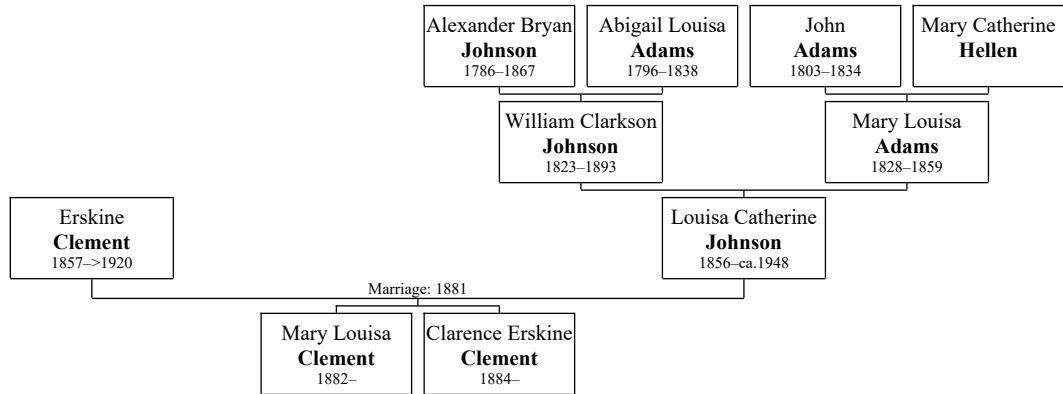 Alexander Bryan
Johnson
1786–1867
Abigail Louisa
Adams
1796–1838
John
Adams
1803–1834
Mary Catherine
Hellen
William Clarkson
Johnson
1823–1893
Mary Louisa
Adams
1828–1859
Erskine
Clement
1857–>1920
Louisa Catherine
Johnson
1856–ca.1948
Marriage: 1881
Mary Louisa
Clement
1882–
Clarence Erskine
Clement
1884–